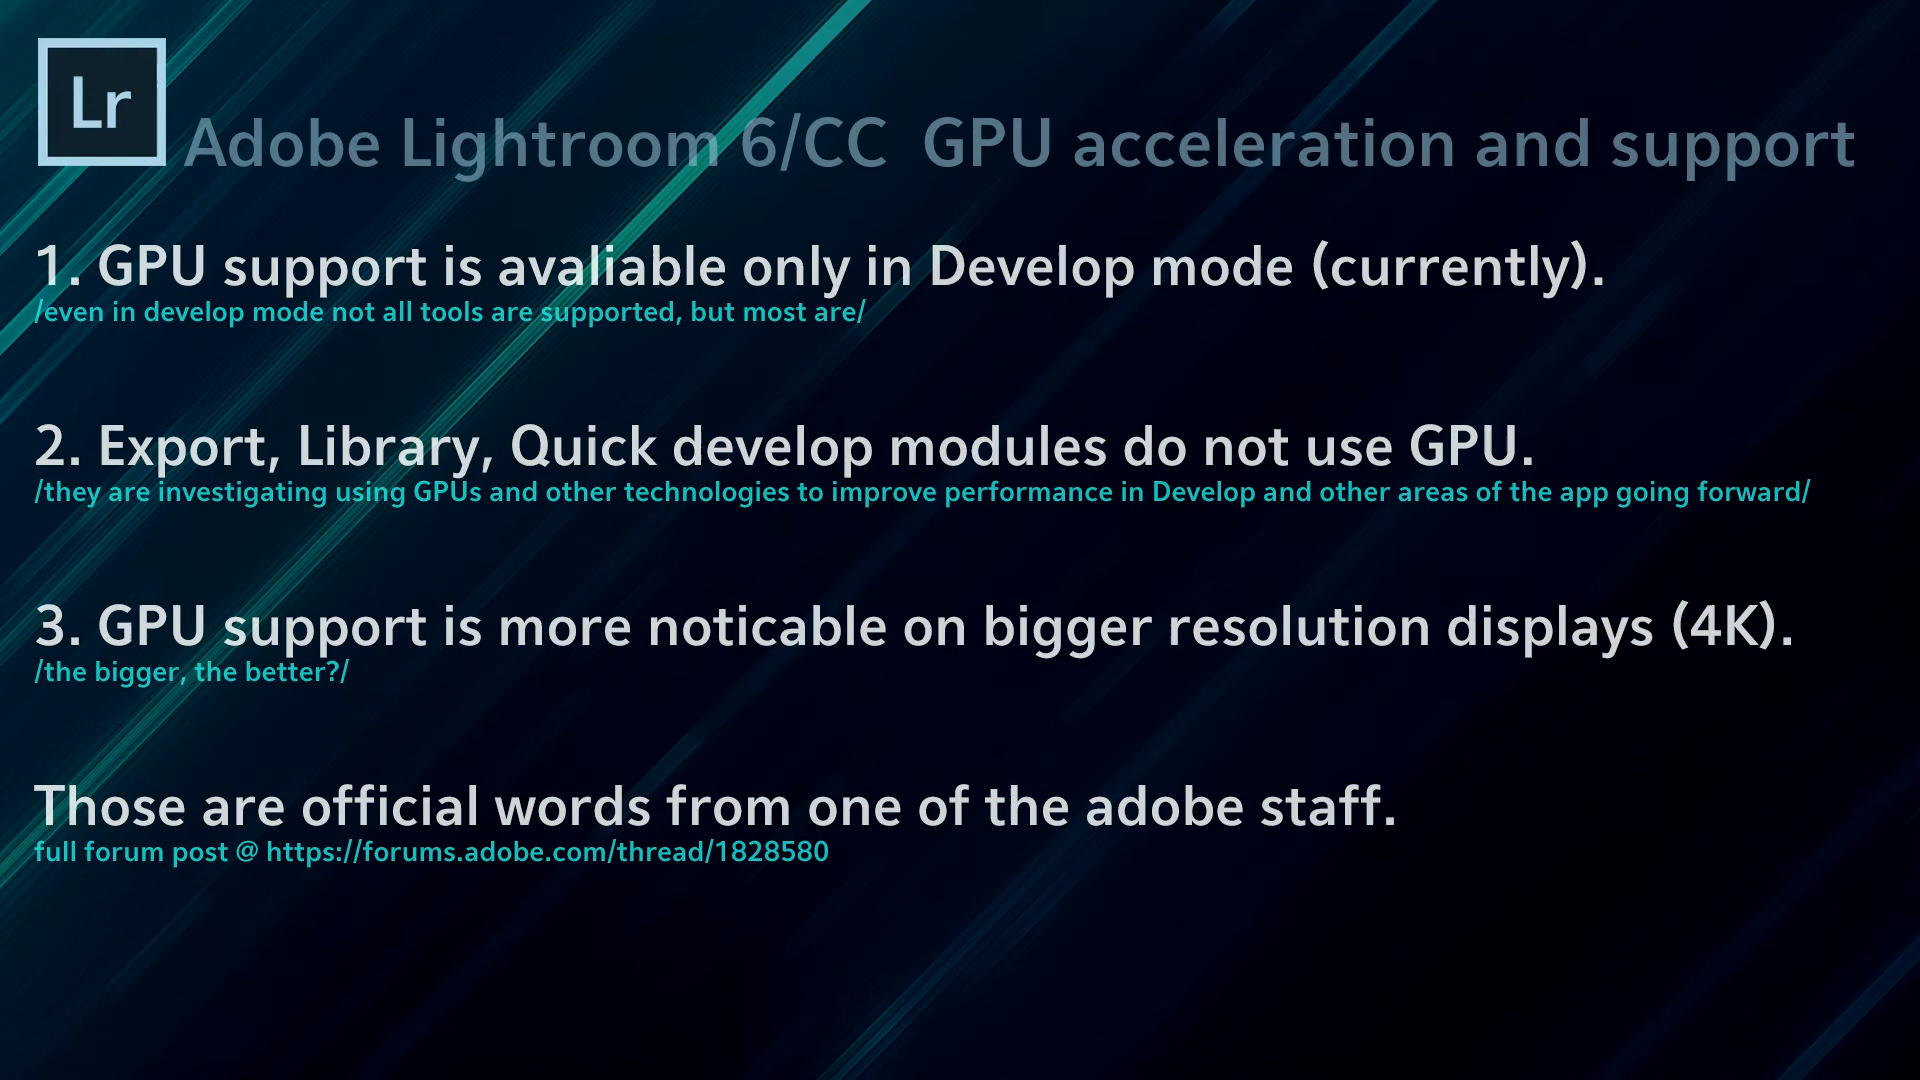 Lr
Adobe Lightroom 6/CC GPU acceleration and support
1. GPU support is avaliable only in Develop mode (currently).
/even in develop mode not all tools are supported, but most are/
2. Export, Library, Quick develop modules do not use GPU.
/they are investigating using GPUs and other technologies to improve performance in Develop and other areas of the app going forward/
3. GPU support is more noticable on bigger resolution displays (4K).
/the bigger, the better?/
Those are official words from one of the adobe staff.
full forum post @ https://forums.adobe.com/thread/1828580